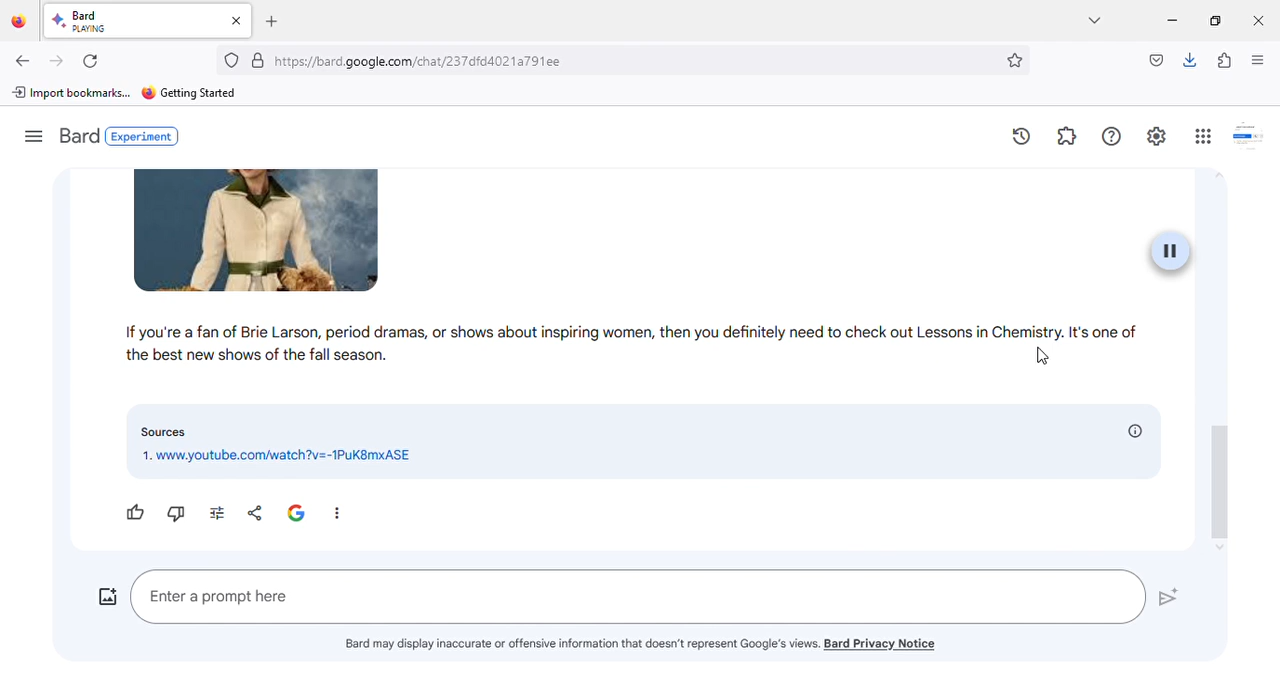 Bard
PLAYING
https://bard.google.com/chat/237dfd4021a791ee
Import bookmarks...
Getting Started
Bard
Experiment
If you're a fan of Brie Larson, period dramas, or shows about inspiring women, then you definitely need to check out Lessons in Chemistry. It's one of
the best new shows of the fall season.
Sources
1. www.youtube.com/watch?v=-1PuK8mxASE
Enter a prompt here
Bard may display inaccurate or offensive information that doesn't represent Google's views. Bard Privacy Notice